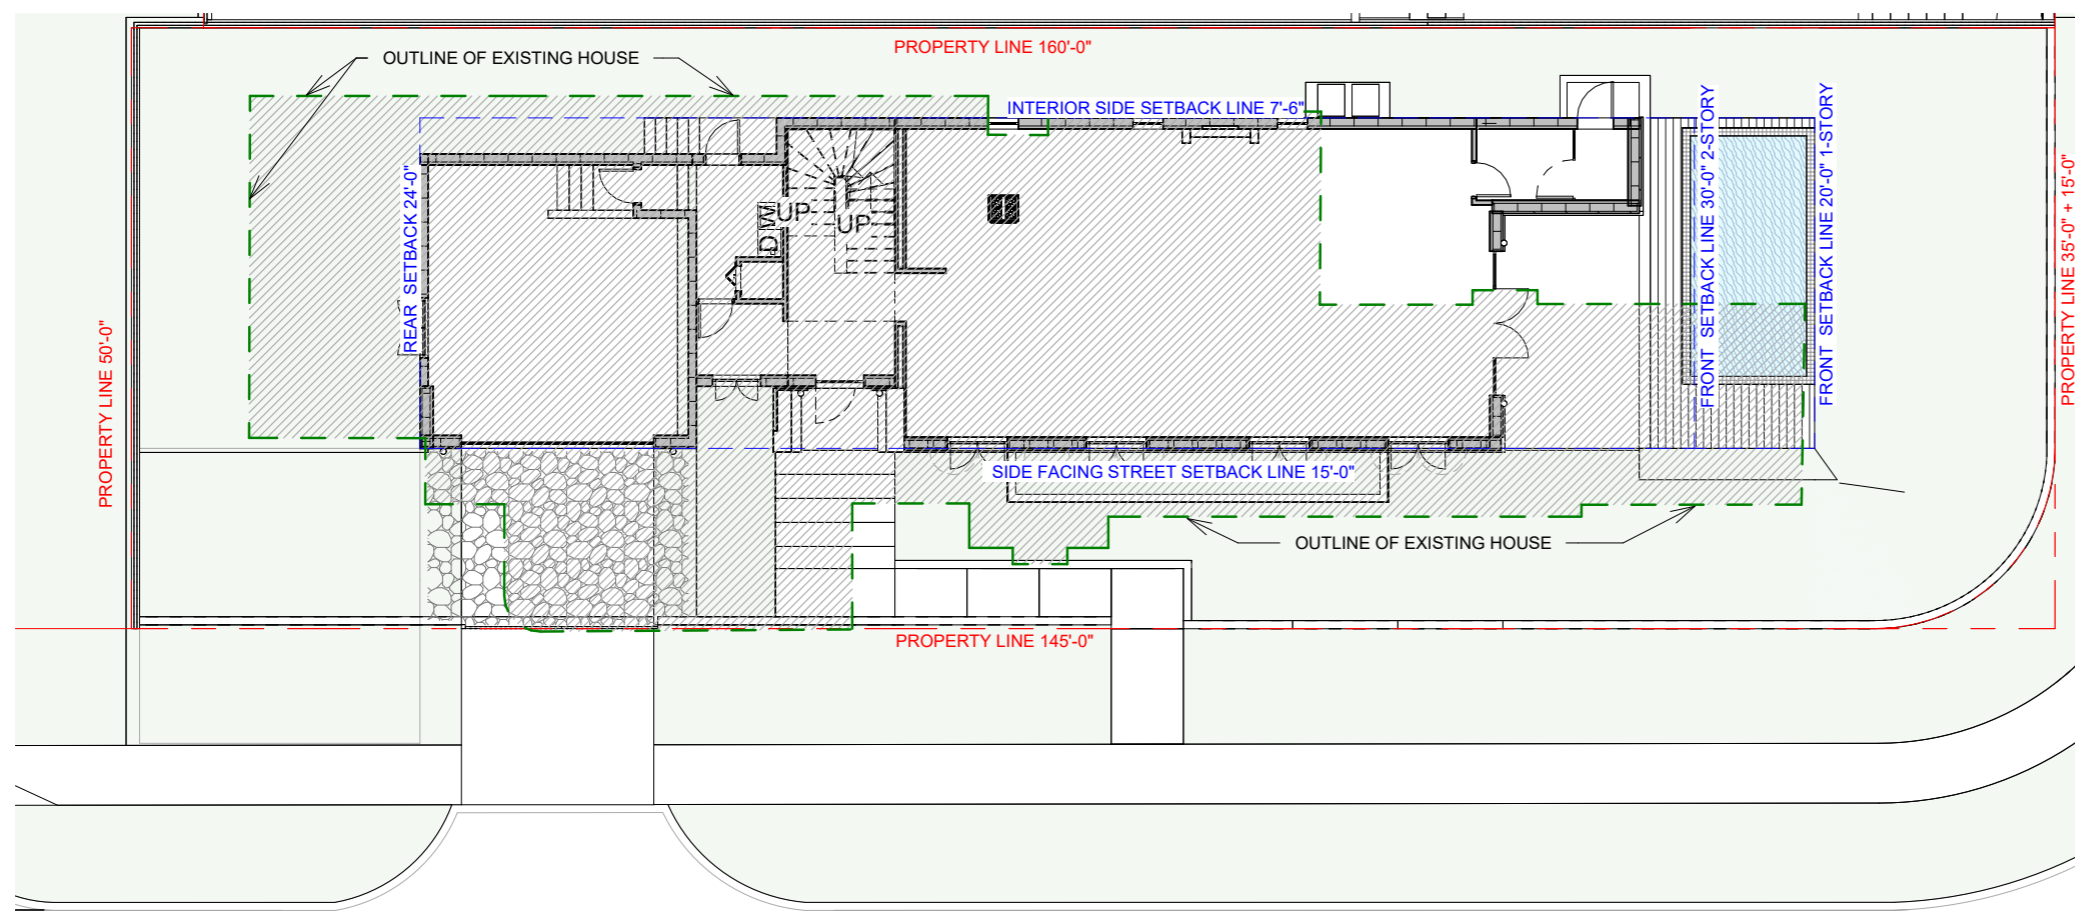 PROPERTY LINE 160'-0"
OUTLINE OF EXISTING HOUSE
INTERIOR SIDE SETBACK LINE 7'-6"
FRONT SETBACK LINE 30'-0" 2-STORY
FRONT SETBACK LINE 20'-0" 1-STORY
PROPERTY LINE 35'-0" + 15'-0"
REAR SETBACK 24'-0"
UP
UP
D W
PROPERTY LINE 50'-0"
SIDE FACING STREET SETBACK LINE 15'-0"
OUTLINE OF EXISTING HOUSE
PROPERTY LINE 145'-0"